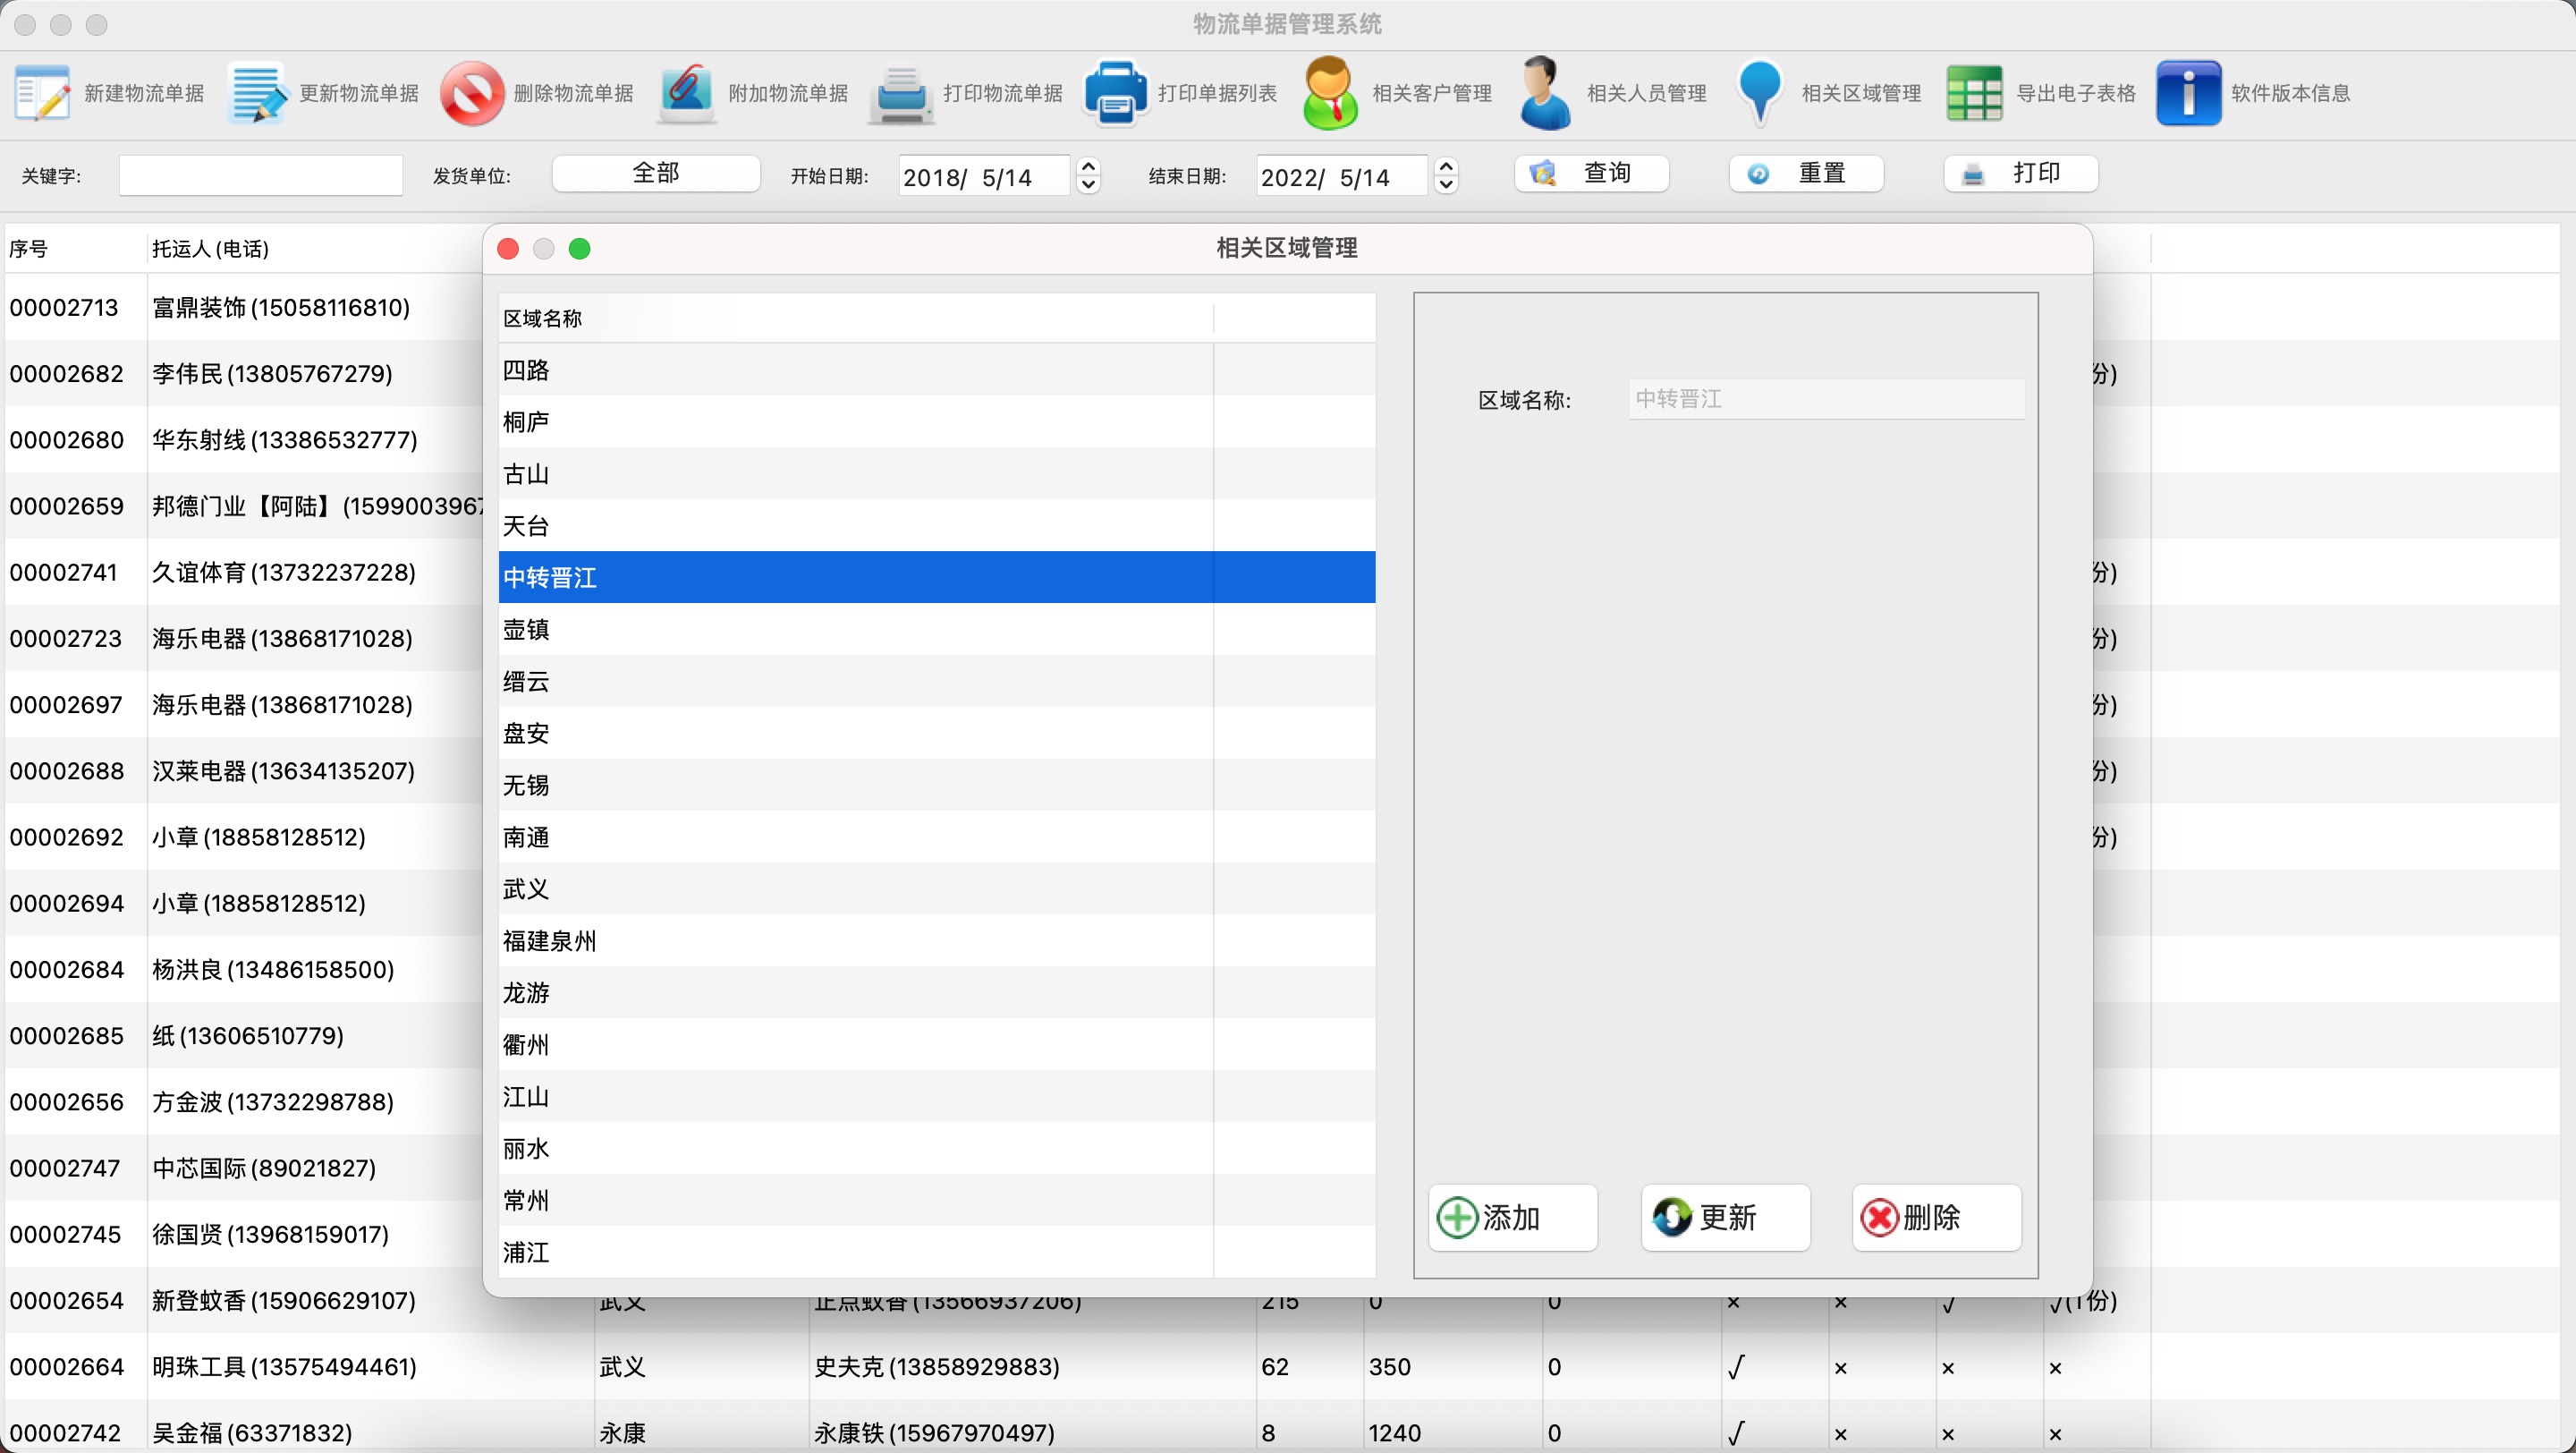 物流单据管理系统
新建物流单据 更新物流单据 删除物流单据 附加物流单据 打印物流单据 打印单据列表 相关客户管理 相关人员管理 相关区域管理 导出电子表格 软件版本信息
关键字: 发货单位: 全部 开始日期: 2018/ 5/14 结束日期: 2022/ 5/14 查询 重置 打印
序号 托运人(电话)
00002713 富鼎装饰(15058116810)
00002682 李伟民(13805767279) 份)
00002680 华东射线(13386532777)
00002659 邦德门业【阿陆】(1599003967
00002741 久谊体育(13732237228) 份)
00002723 海乐电器(13868171028) 份)
00002697 海乐电器(13868171028) 份)
00002688 汉莱电器(13634135207) 份)
00002692 小章(18858128512) 份)
00002694 小章(18858128512)
00002684 杨洪良(13486158500)
00002685 纸(13606510779)
00002656 方金波(13732298788)
00002747 中芯国际(89021827)
00002745 徐国贤(13968159017)
00002654 新登蚊香(15906629107) 武义 正点蚊香(13566937206) 215 0 0 × × √ √(1份)
00002664 明珠工具(13575494461) 武义 史夫克(13858929883) 62 350 0 √ × × ×
00002742 吴金福(63371832) 永康 永康铁(15967970497) 8 1240 0 √ × × ×
相关区域管理
区域名称
四路
桐庐
古山
天台
中转晋江
壶镇
缙云
盘安
无锡
南通
武义
福建泉州
龙游
衢州
江山
丽水
常州
浦江
区域名称: 中转晋江
添加 更新 删除